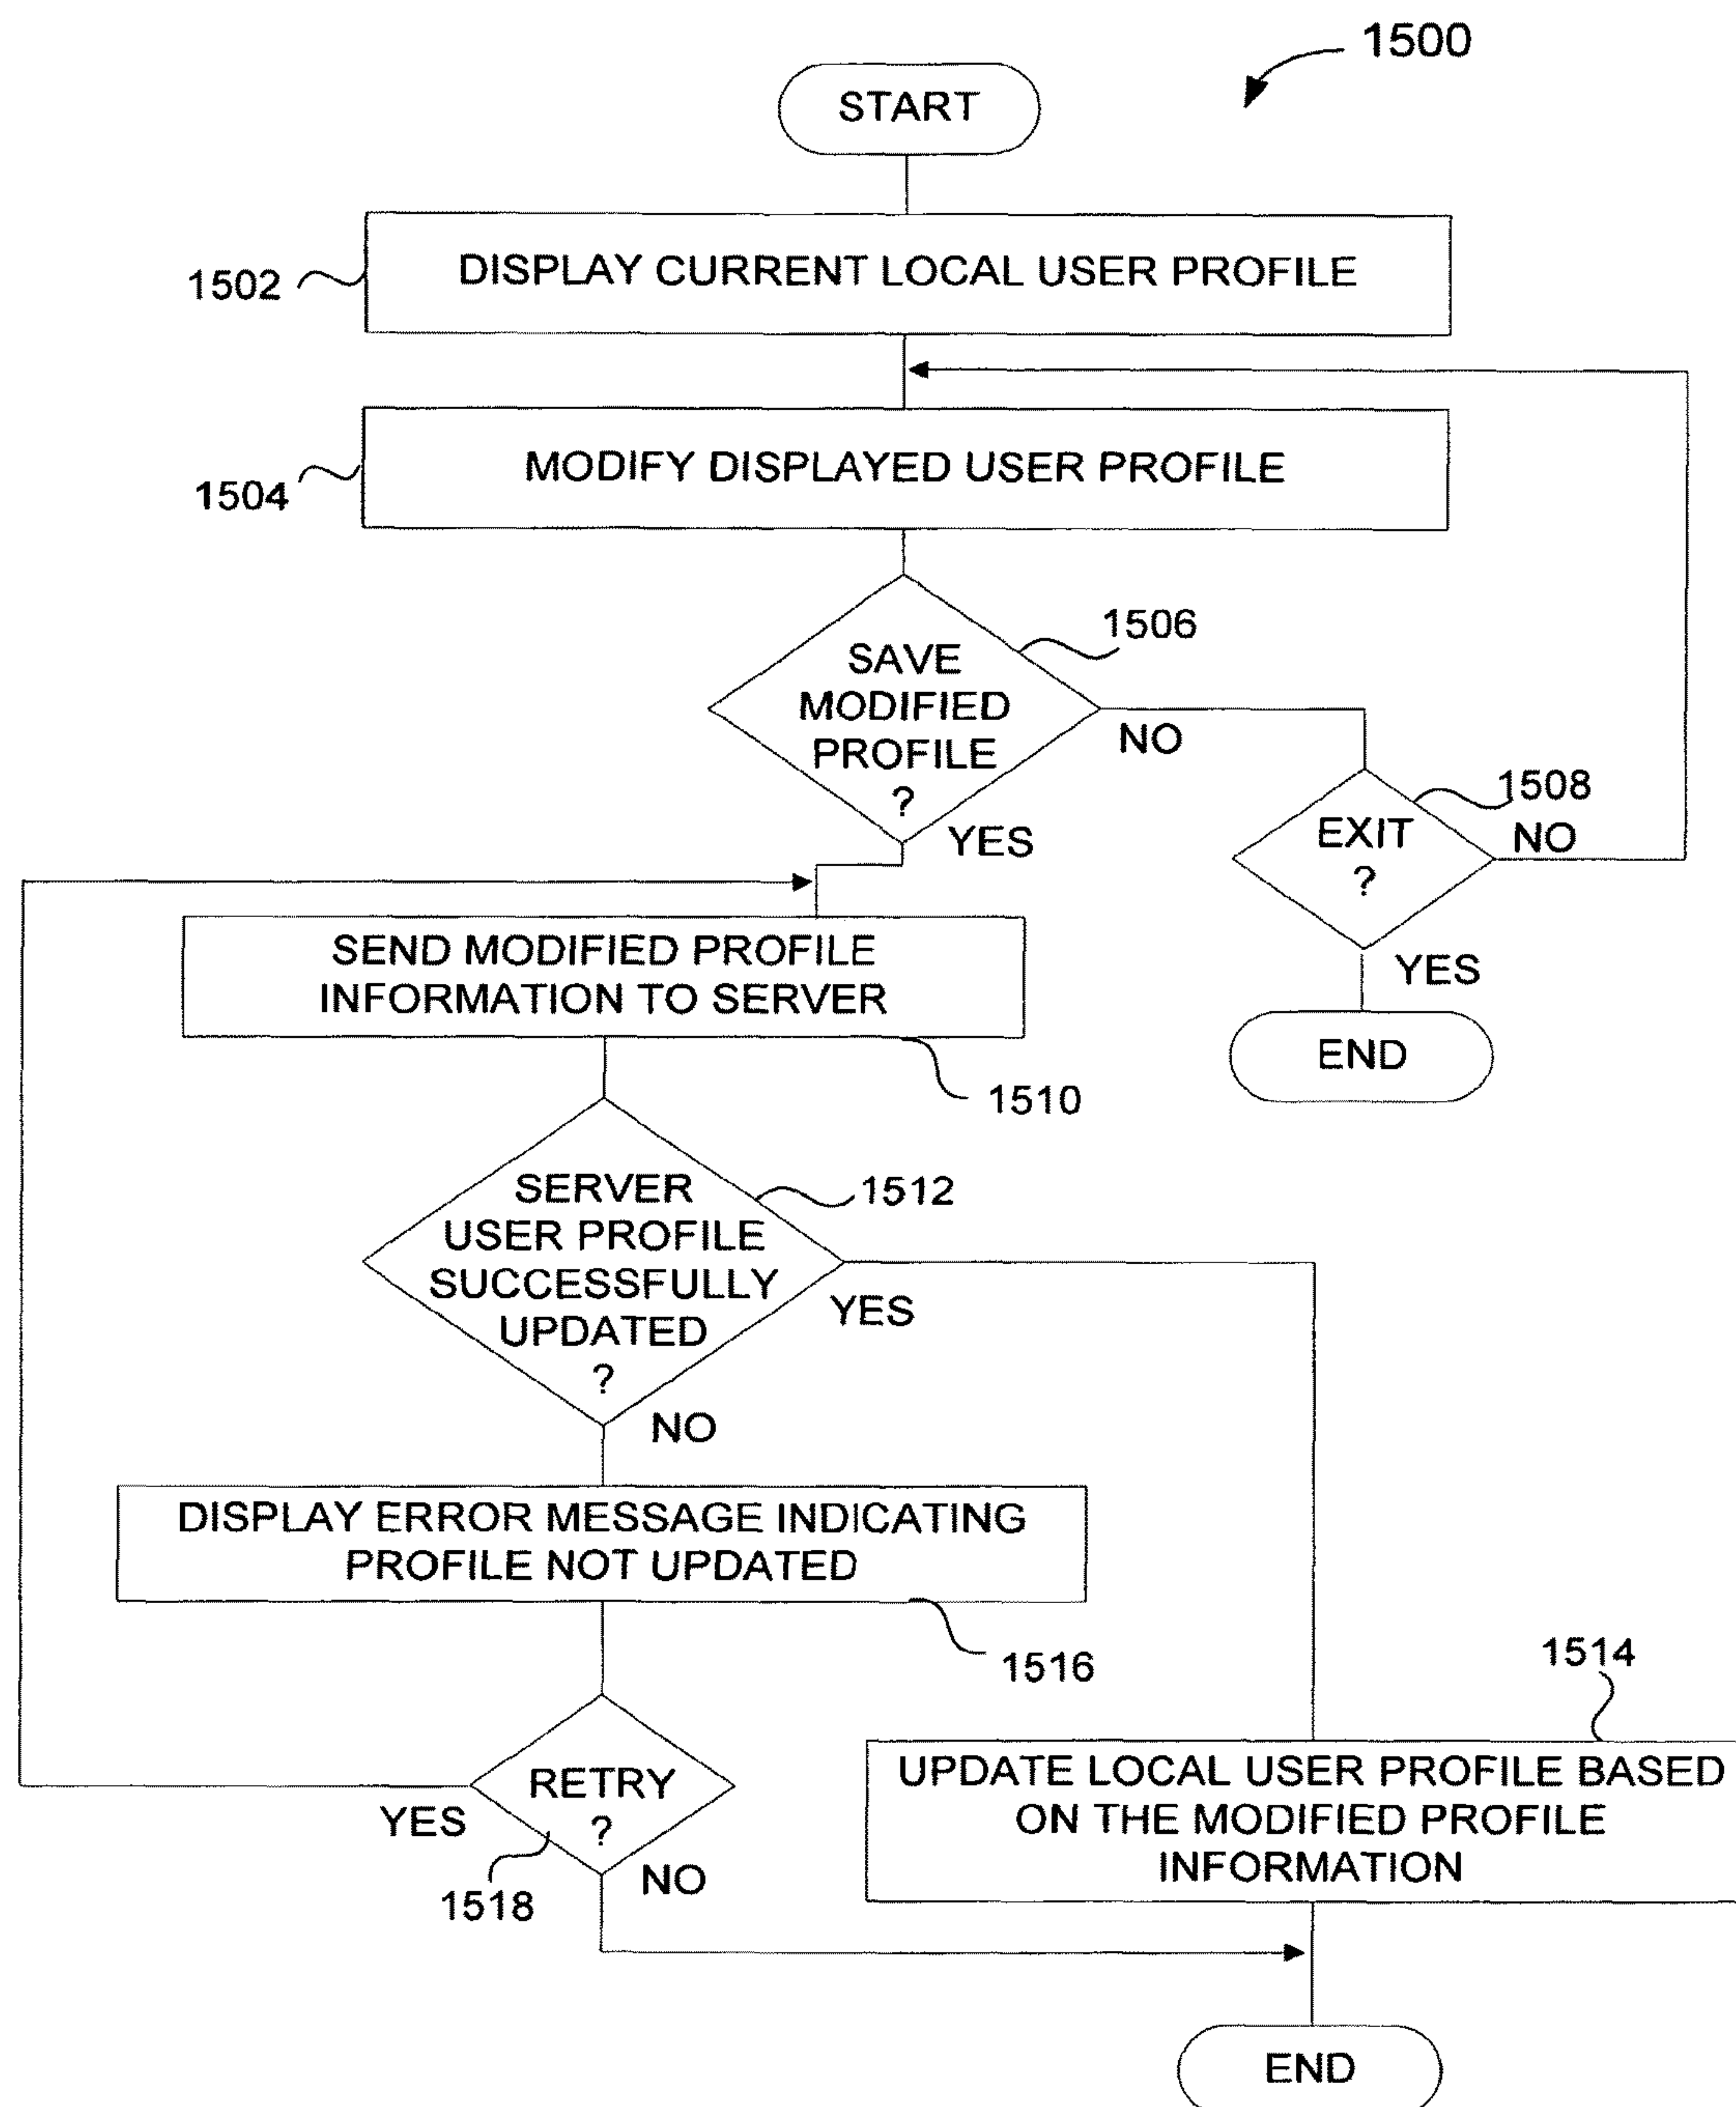 1500
START
1502
DISPLAY CURRENT LOCAL USER PROFILE
1504
MODIFY DISPLAYED USER PROFILE
1506
SAVE
MODIFIED
PROFILE
?
NO
YES
1508
EXIT
?
NO
YES
END
SEND MODIFIED PROFILE
INFORMATION TO SERVER
1510
1512
SERVER
USER PROFILE
SUCCESSFULLY
UPDATED
?
YES
NO
DISPLAY ERROR MESSAGE INDICATING
PROFILE NOT UPDATED
1516
1514
RETRY
?
YES
NO
1518
UPDATE LOCAL USER PROFILE BASED
ON THE MODIFIED PROFILE
INFORMATION
END